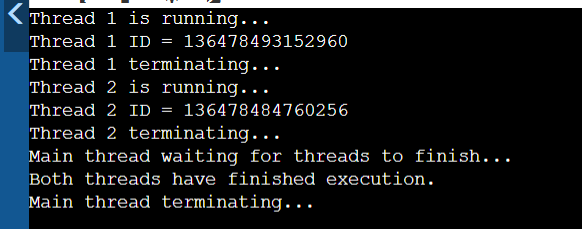 Thread 1 is running...
Thread 1 ID = 136478493152960
Thread 1 terminating...
Thread 2 is running...
Thread 2 ID = 136478484760256
Thread 2 terminating...
Main thread waiting for threads to finish...
Both threads have finished execution.
Main thread terminating...